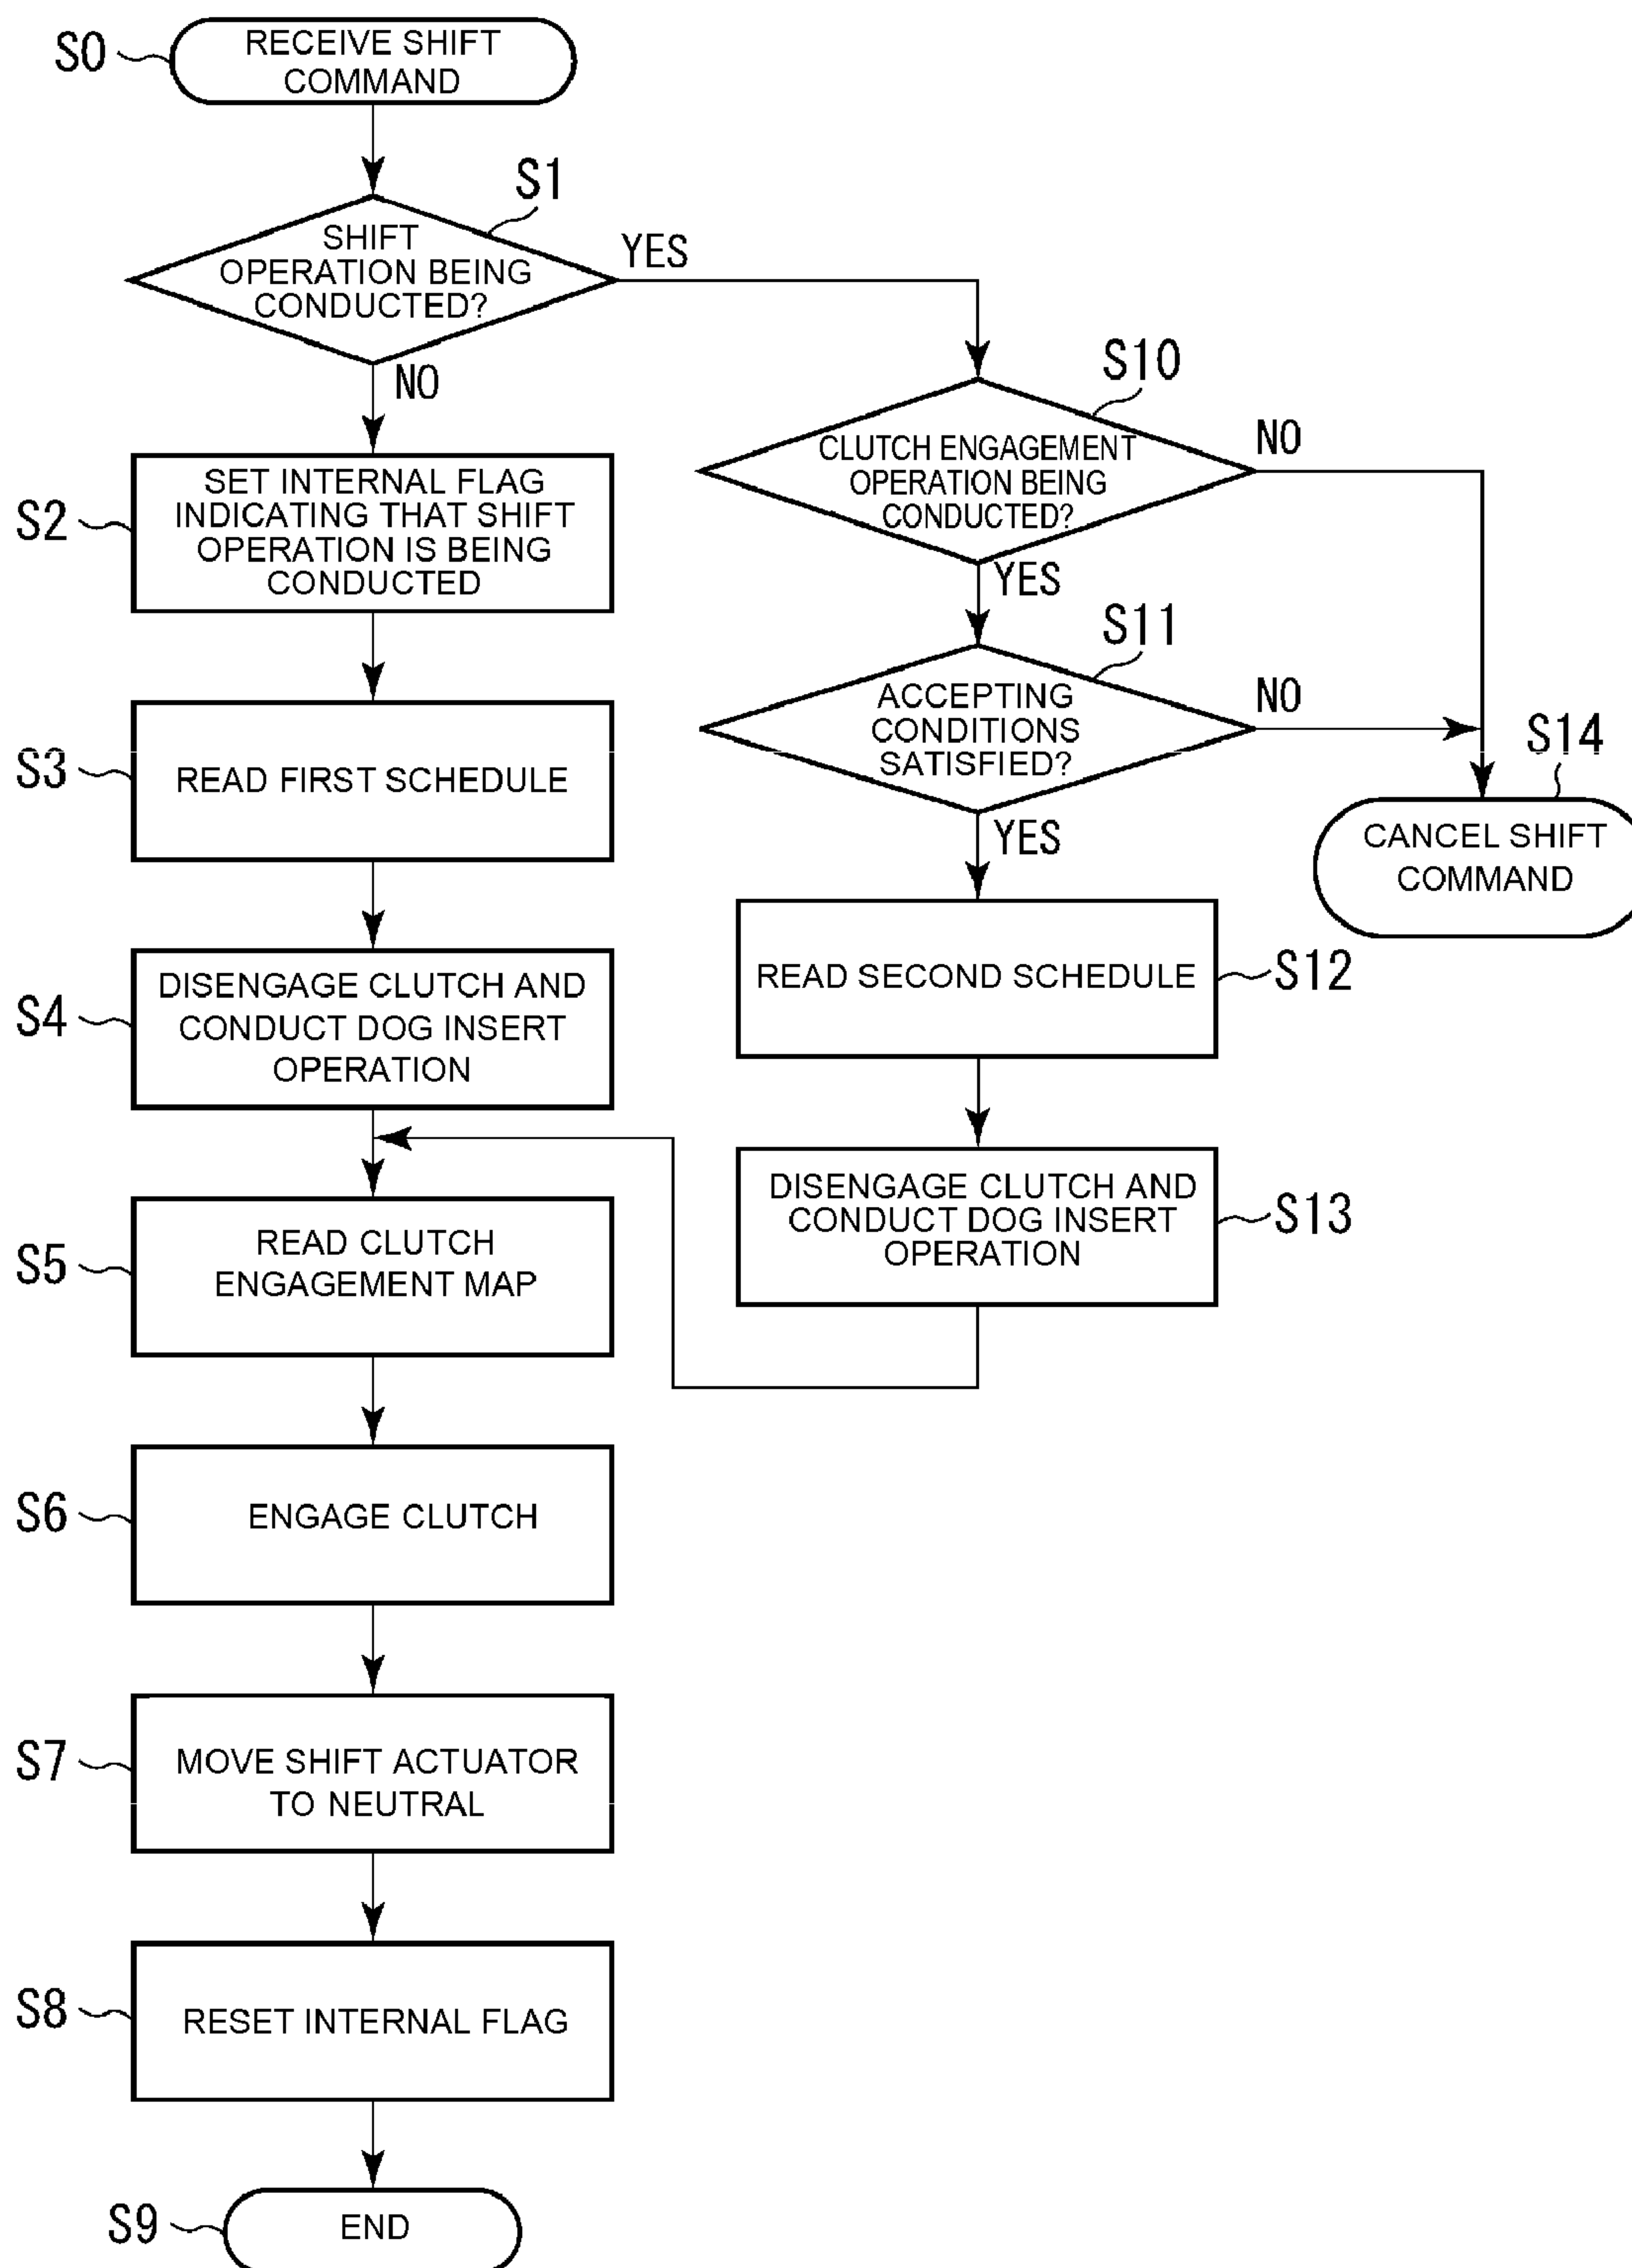 S0
RECEIVE SHIFT
COMMAND
S1
SHIFT
OPERATION BEING
CONDUCTED?
YES
NO
S2
SET INTERNAL FLAG
INDICATING THAT SHIFT
OPERATION IS BEING
CONDUCTED
S3
READ FIRST SCHEDULE
S4
DISENGAGE CLUTCH AND
CONDUCT DOG INSERT
OPERATION
S5
READ CLUTCH
ENGAGEMENT MAP
S6
ENGAGE CLUTCH
S7
MOVE SHIFT ACTUATOR
TO NEUTRAL
S8
RESET INTERNAL FLAG
S9
END
S10
CLUTCH ENGAGEMENT
OPERATION BEING
CONDUCTED?
NO
YES
S11
ACCEPTING
CONDITIONS
SATISFIED?
NO
YES
S14
CANCEL SHIFT
COMMAND
READ SECOND SCHEDULE
S12
DISENGAGE CLUTCH AND
CONDUCT DOG INSERT
OPERATION
S13